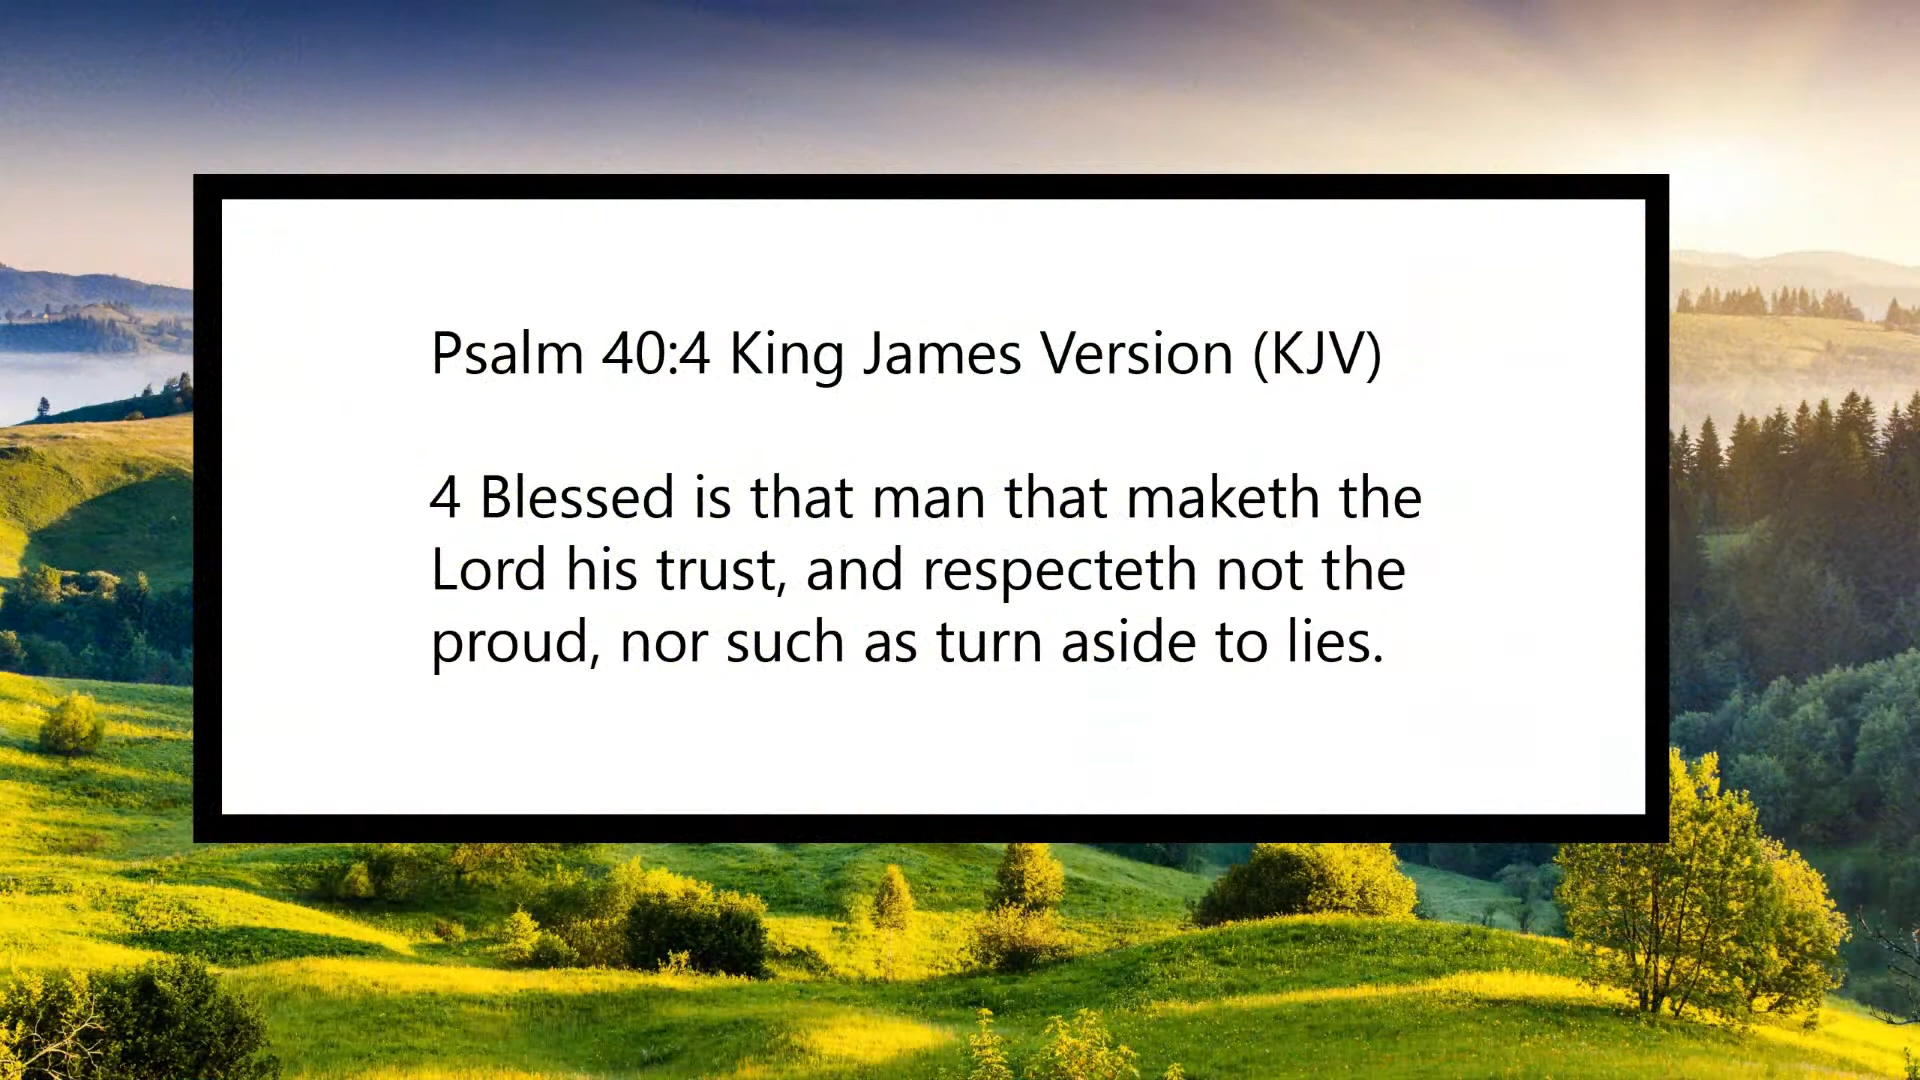 Psalm 40:4 King James Version (KJV)
4 Blessed is that man that maketh the
Lord his trust, and respecteth not the
proud, nor such as turn aside to lies.